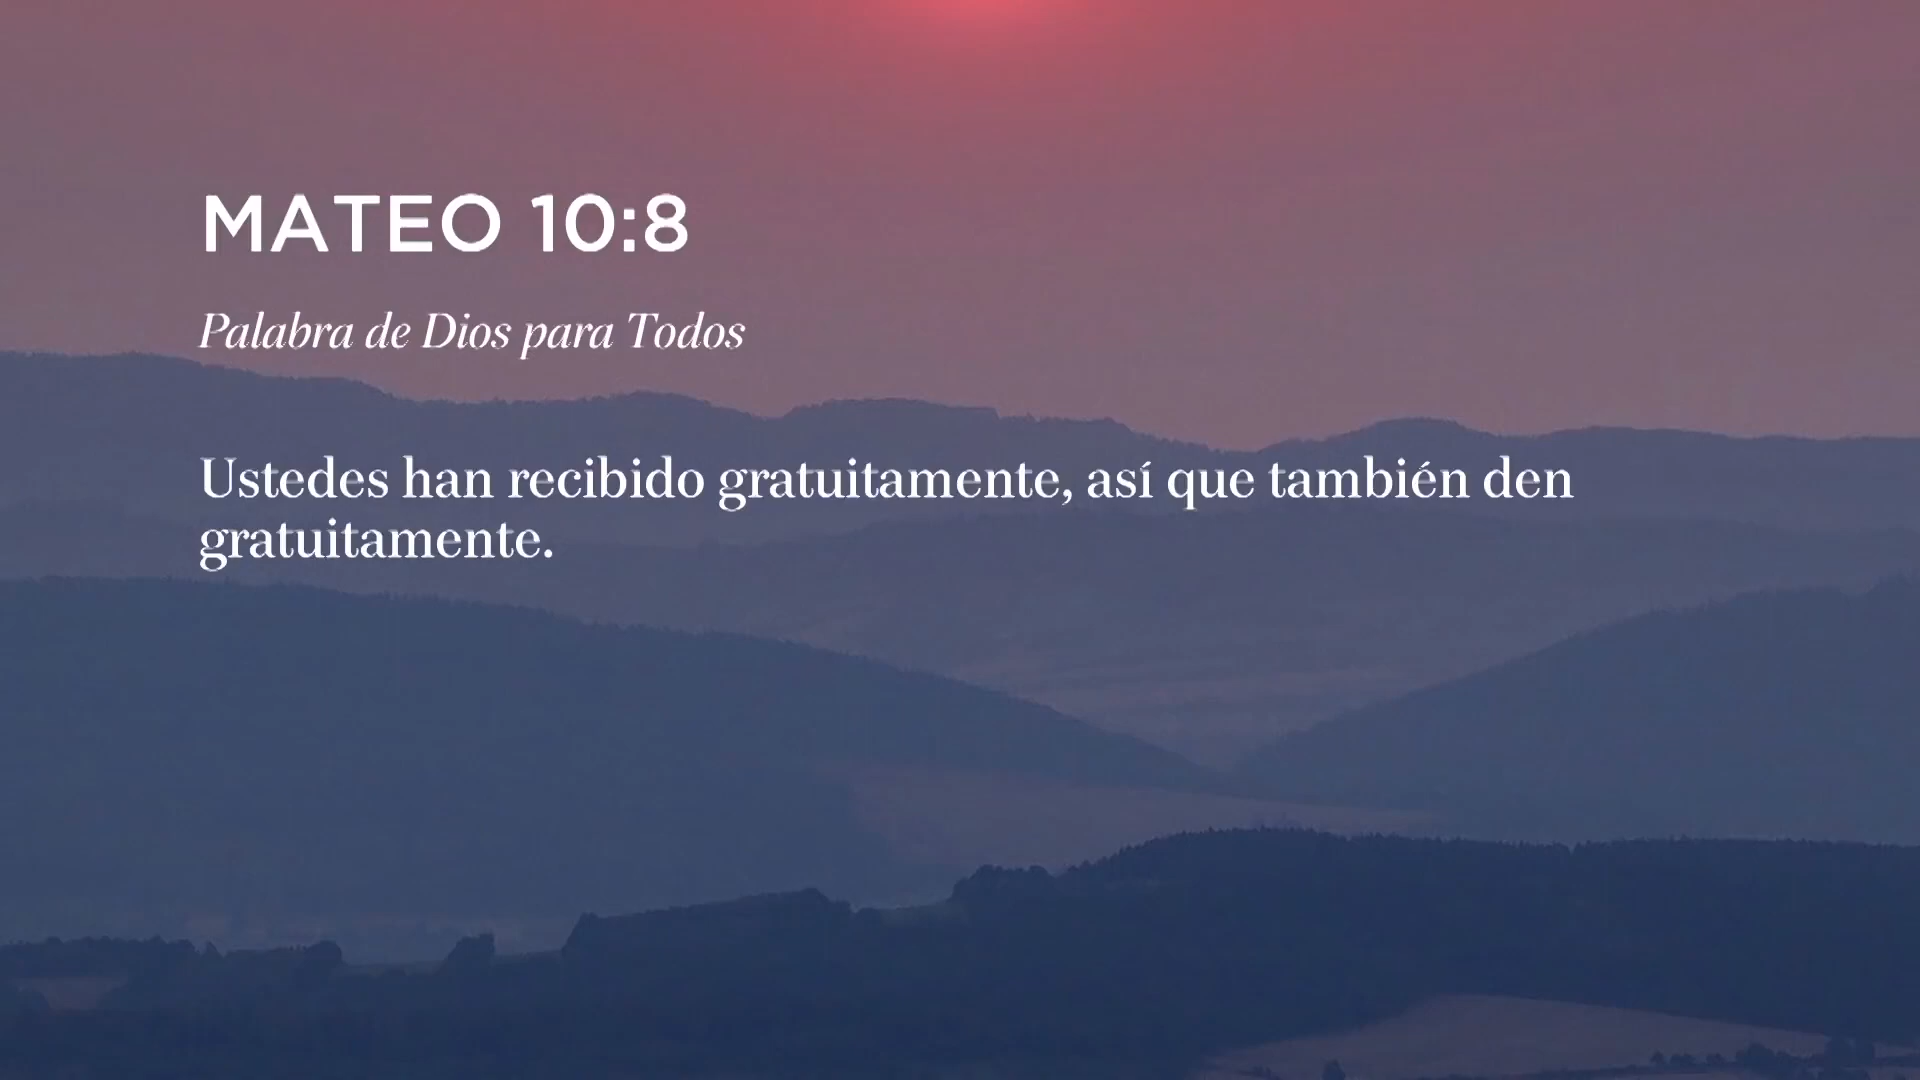 MATEO 10:8
Palabra de Dios para Todos
Ustedes han recibido gratuitamente, así que también den
gratuitamente.